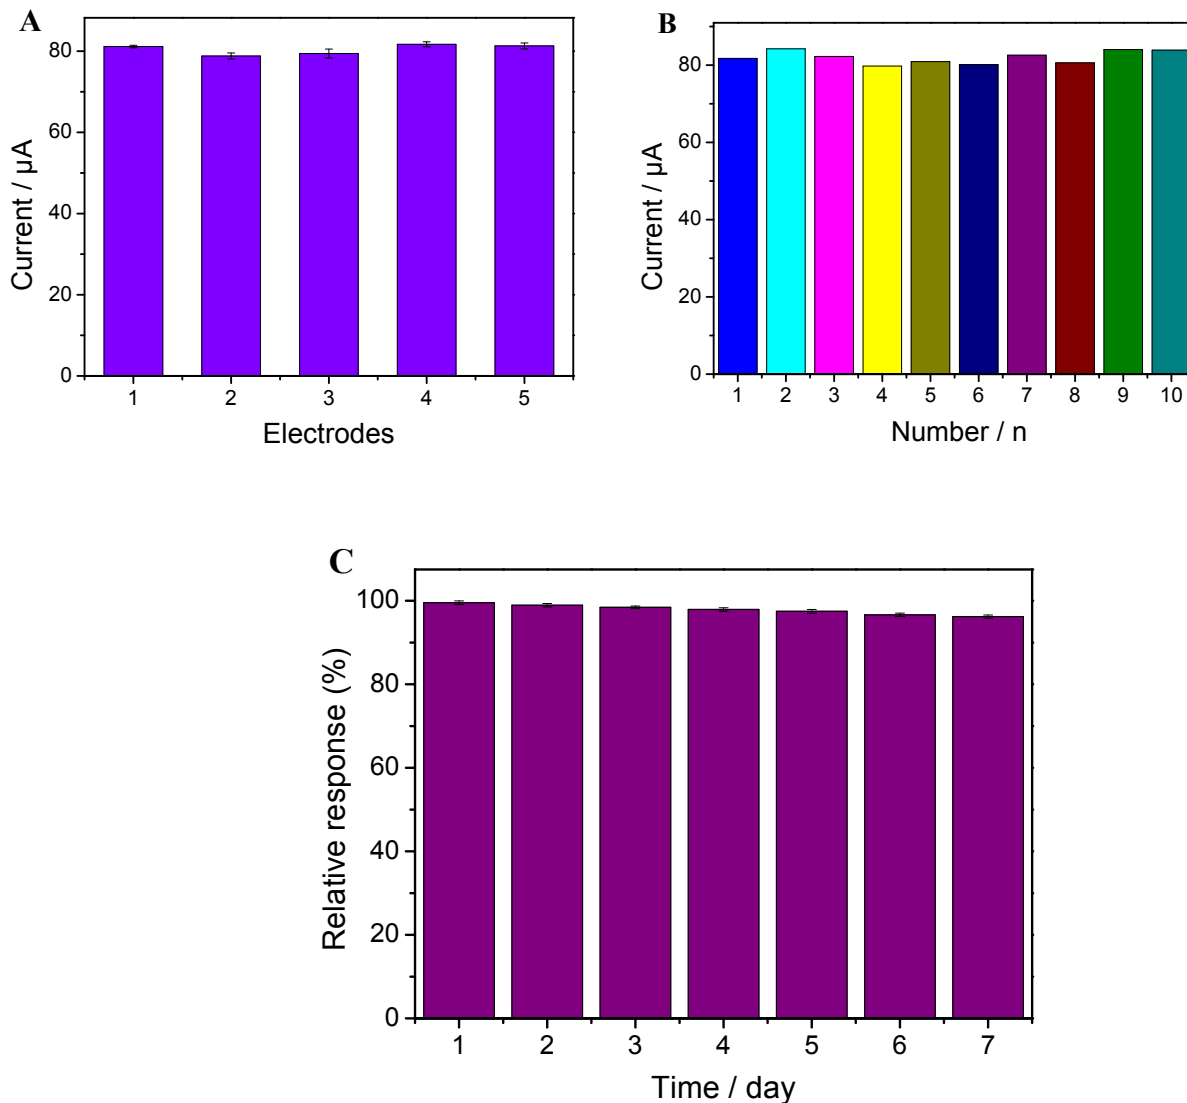 A
Current / µA
80
60
40
20
0
1 2 3 4 5
Electrodes
B
Current / µA
80
60
40
20
0
1 2 3 4 5 6 7 8 9 10
Number / n
C
Relative response (%)
100
80
60
40
20
0
1 2 3 4 5 6 7
Time / day